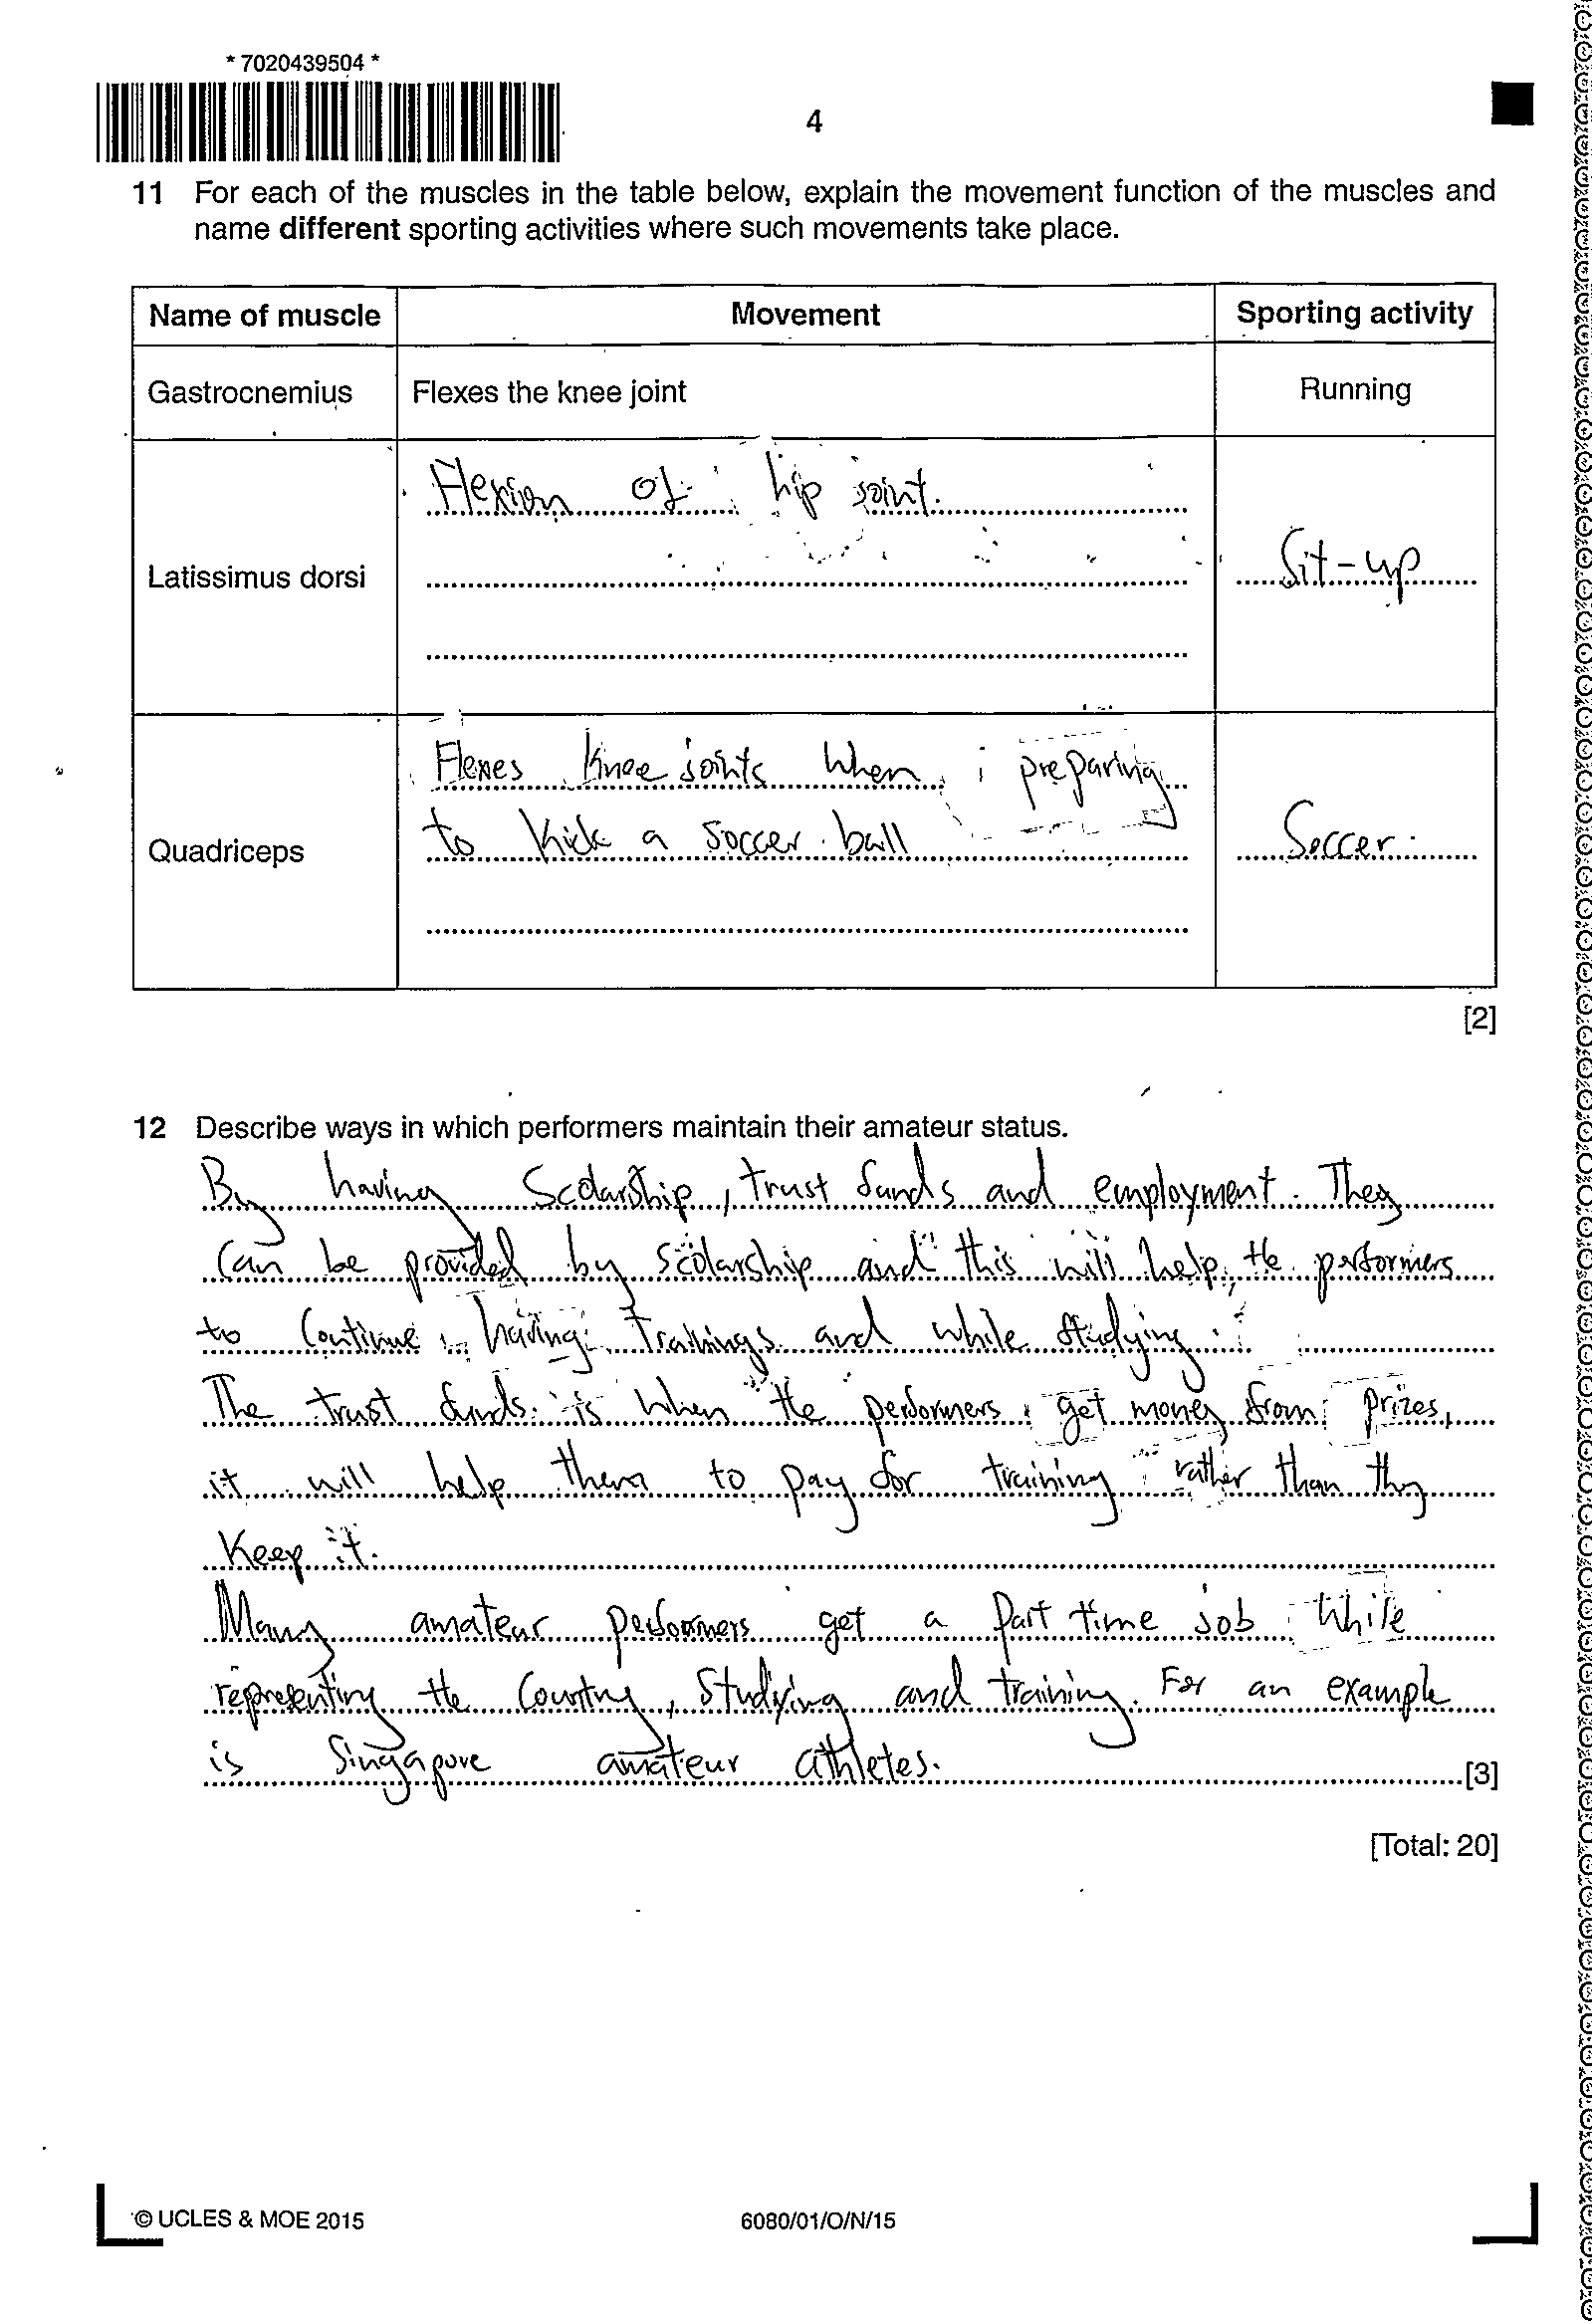 * 7020439504 *
4
11 For each of the muscles in the table below, explain the movement function of the muscles and
name different sporting activities where such movements take place.
Name of muscle Movement Sporting activity
Gastrocnemius Flexes the knee joint Running
Flexion of hip joint.
Latissimus dorsi Sit-up
Flexes knee joints when preparing
to kick a soccer ball
Quadriceps Soccer.
[2]
12 Describe ways in which performers maintain their amateur status.
By having Scolarship, trust funds and employment. They
can be provided by scolarship and this will help the performers
to continue having trainings and while studying.
The trust funds is when the performers get money from prizes,
it will help them to pay for training rather than they
keep it.
Many amateur performers get a part time job while
representing the country, studying and training. For an example
is Singapore amateur athletes.
[3]
[Total: 20]
© UCLES & MOE 2015 6080/01/O/N/15